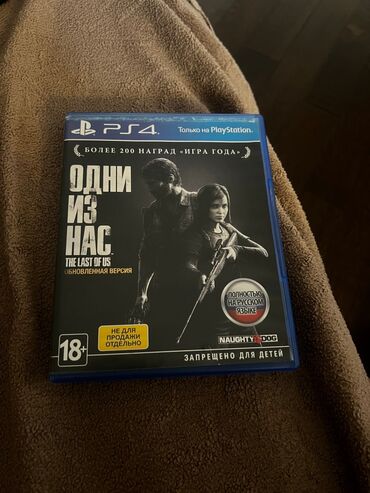 PS4
Только на PlayStation.
БОЛЕЕ 200 НАГРАД «ИГРА ГОДА»
ОДНИ
ИЗ
НАС
THE LAST OF US
ОБНОВЛЕННАЯ ВЕРСИЯ
ПОЛНОСТЬЮ
НА РУССКОМ
ЯЗЫКЕ
18+
НЕ ДЛЯ
ПРОДАЖИ
ОТДЕЛЬНО
NAUGHTY DOG
ЗАПРЕЩЕНО ДЛЯ ДЕТЕЙ